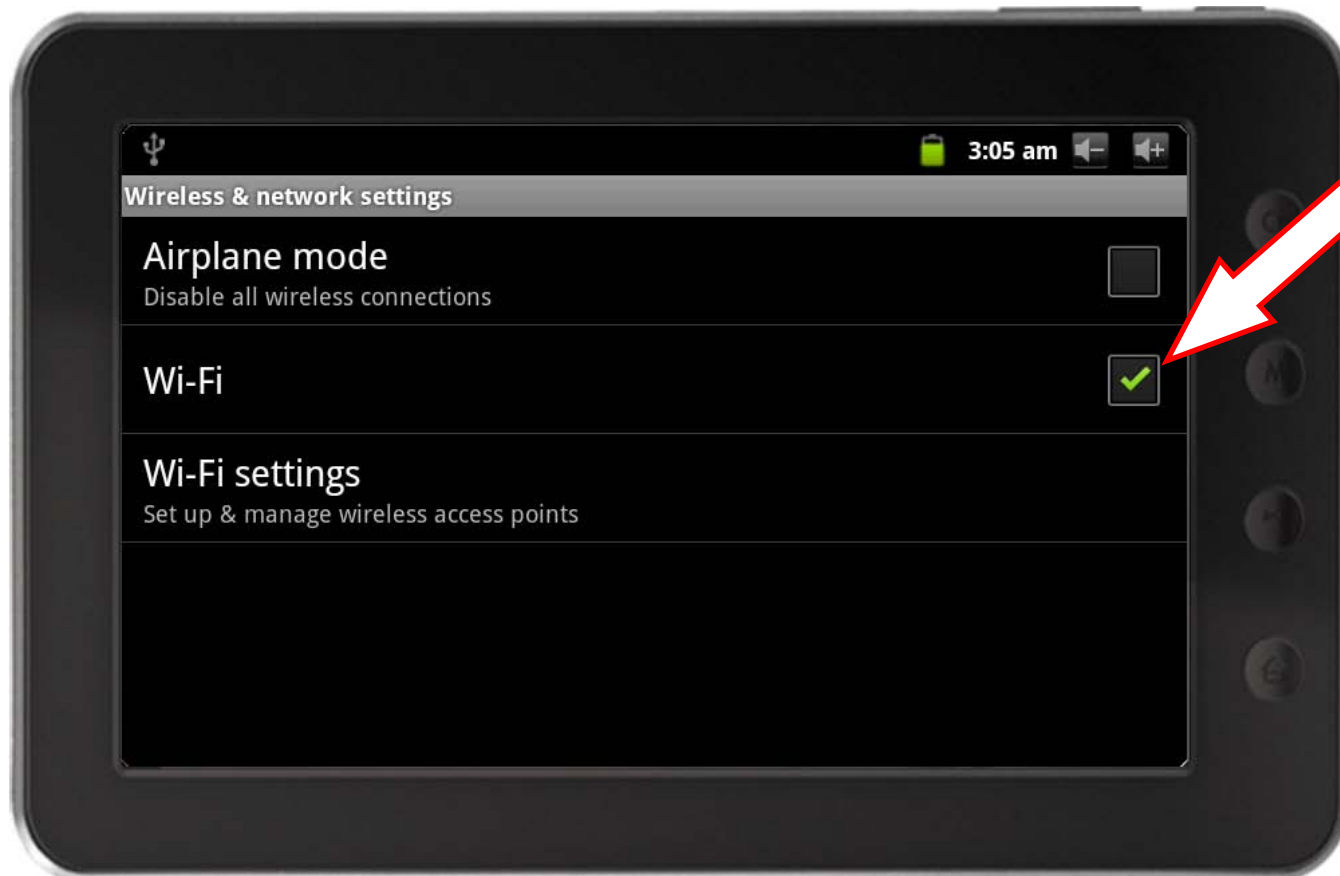 3:05 am
Wireless & network settings
Airplane mode
Disable all wireless connections
Wi-Fi
Wi-Fi settings
Set up & manage wireless access points
M